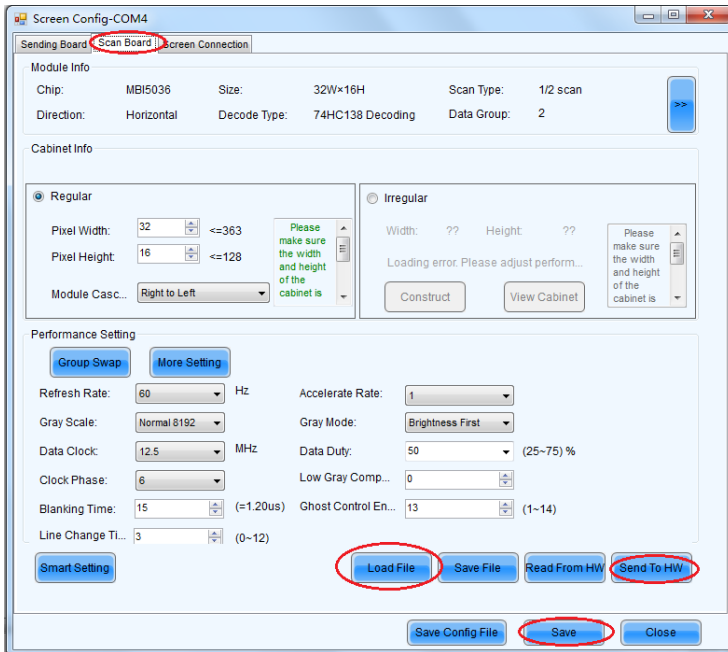 Screen Config-COM4
Sending Board Scan Board Screen Connection
Module Info
Chip: MBI5036 Size: 32W×16H Scan Type: 1/2 scan
>>
Direction: Horizontal Decode Type: 74HC138 Decoding Data Group: 2
Cabinet Info
Regular
Pixel Width: 32 <=363
Pixel Height: 16 <=128
Module Casc... Right to Left
Please
make sure
the width
and height
of the
cabinet is
Irregular
Width: ?? Height: ??
Loading error. Please adjust perform...
Construct View Cabinet
Please
make sure
the width
and height
of the
cabinet is
Performance Setting
Group Swap More Setting
Refresh Rate: 60 Hz Accelerate Rate: 1
Gray Scale: Normal 8192 Gray Mode: Brightness First
Data Clock: 12.5 MHz Data Duty: 50 (25~75) %
Clock Phase: 6 Low Gray Comp... 0
Blanking Time: 15 (=1.20us) Ghost Control En... 13 (1~14)
Line Change Ti... 3 (0~12)
Smart Setting Load File Save File Read From HW Send To HW
Save Config File Save Close